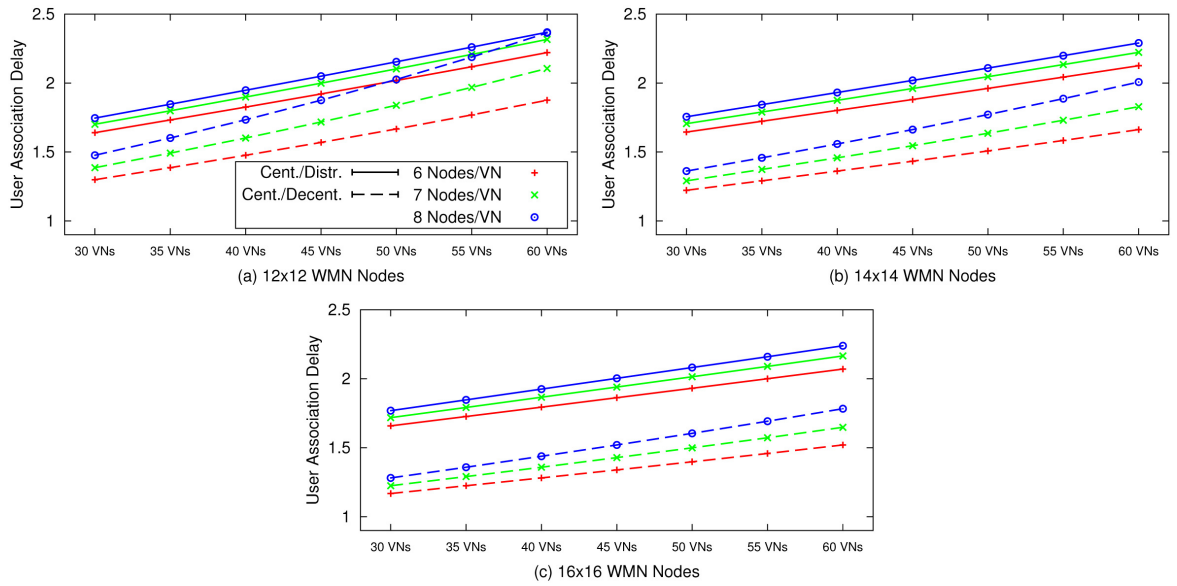 2.5
2
1.5
1
User Association Delay
Cent./Distr. 6 Nodes/VN
Cent./Decent. 7 Nodes/VN
8 Nodes/VN
30 VNs 35 VNs 40 VNs 45 VNs 50 VNs 55 VNs 60 VNs
(a) 12x12 WMN Nodes
2.5
2
1.5
1
User Association Delay
30 VNs 35 VNs 40 VNs 45 VNs 50 VNs 55 VNs 60 VNs
(b) 14x14 WMN Nodes
2.5
2
1.5
1
User Association Delay
30 VNs 35 VNs 40 VNs 45 VNs 50 VNs 55 VNs 60 VNs
(c) 16x16 WMN Nodes